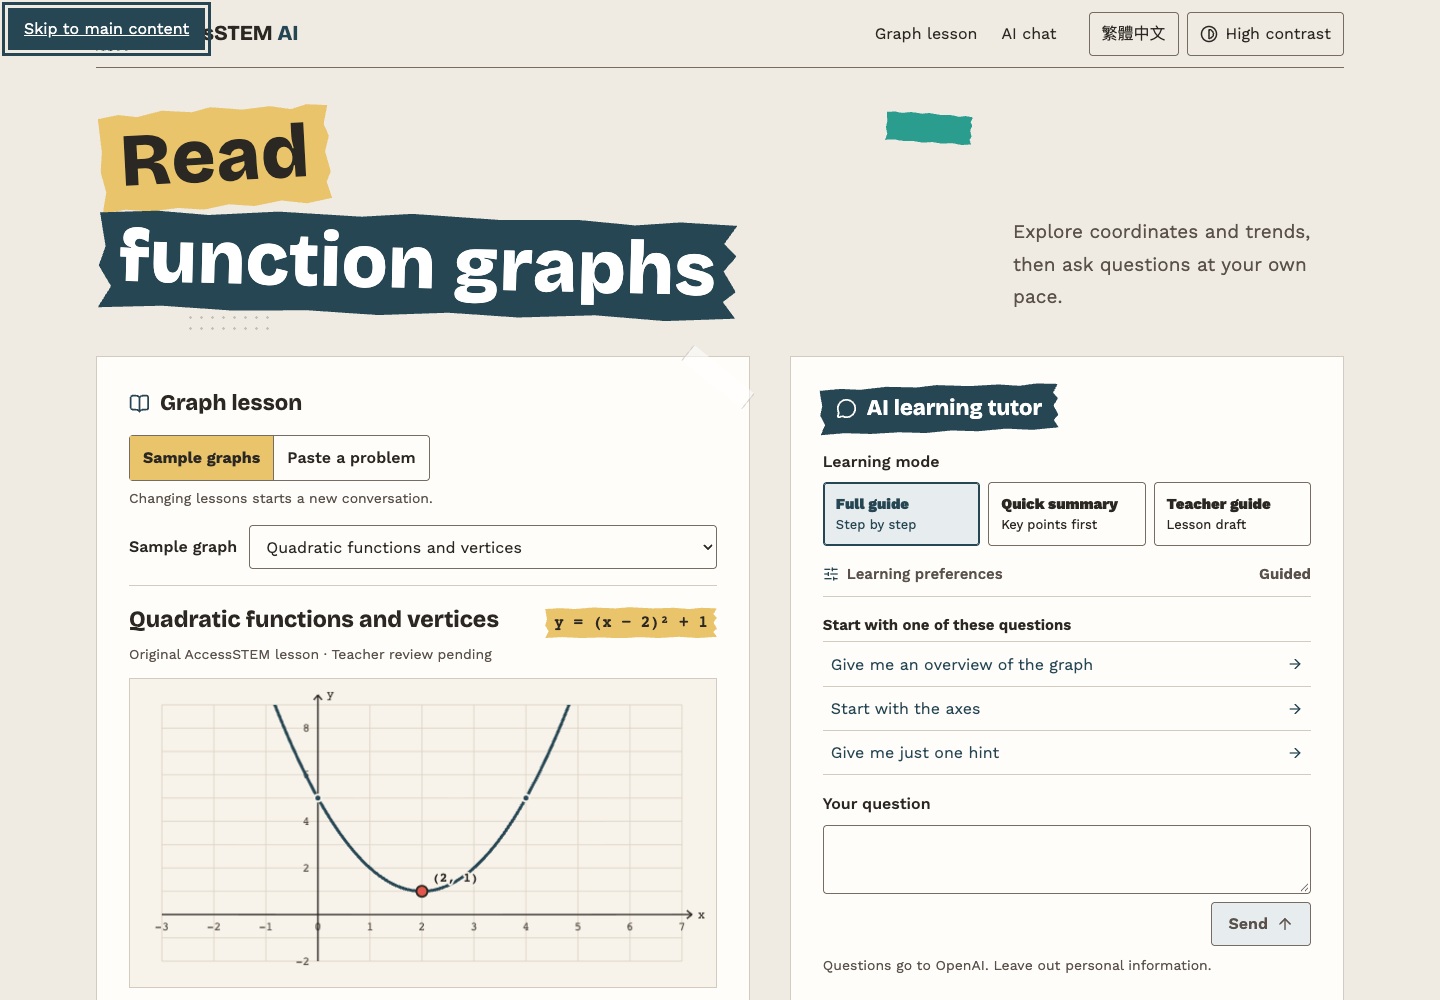 Skip to main content
sSTEM AI
Graph lesson
AI chat
繁體中文
High contrast
Read
function graphs
Explore coordinates and trends,
then ask questions at your own
pace.
Graph lesson
Sample graphs
Paste a problem
Changing lessons starts a new conversation.
Sample graph
Quadratic functions and vertices
Quadratic functions and vertices
y = (x − 2)² + 1
Original AccessSTEM lesson · Teacher review pending
y
8
4
2
(2, 1)
x
−3 −2 −1 0 1 2 3 4 5 6 7
−2
AI learning tutor
Learning mode
Full guide
Step by step
Quick summary
Key points first
Teacher guide
Lesson draft
Learning preferences
Guided
Start with one of these questions
Give me an overview of the graph
Start with the axes
Give me just one hint
Your question
Send
Questions go to OpenAI. Leave out personal information.